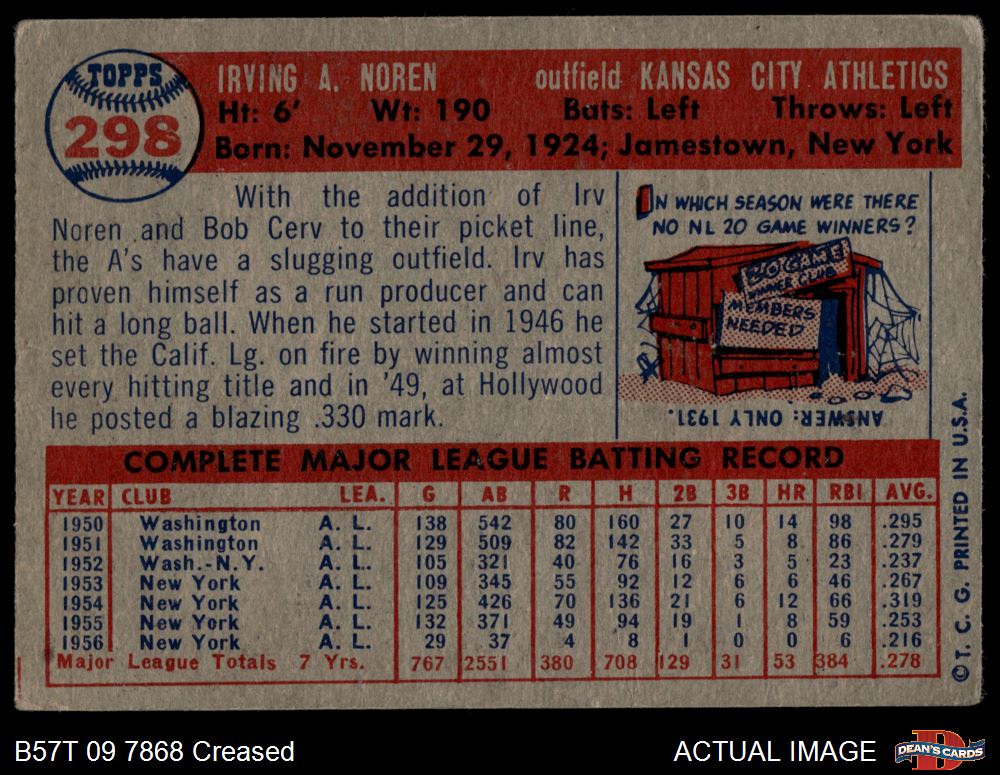 TOPPS
298
IRVING A. NOREN outfield KANSAS CITY ATHLETICS
Ht: 6' Wt: 190 Bats: Left Throws: Left
Born: November 29, 1924; Jamestown, New York
With the addition of Irv
Noren and Bob Cerv to their picket line,
the A's have a slugging outfield. Irv has
proven himself as a run producer and can
hit a long ball. When he started in 1946 he
set the Calif. Lg. on fire by winning almost
every hitting title and in '49, at Hollywood
he posted a blazing .330 mark.
IN WHICH SEASON WERE THERE
NO NL 20 GAME WINNERS?
20 GAME
WINNER CLUB
MEMBERS
NEEDED
ANSWER: ONLY 1931.
COMPLETE MAJOR LEAGUE BATTING RECORD
YEAR CLUB LEA. G AB R H 2B 3B HR RBI AVG.
1950 Washington A. L. 138 542 80 160 27 10 14 98 .295
1951 Washington A. L. 129 509 82 142 33 5 8 86 .279
1952 Wash.-N.Y. A. L. 105 321 40 76 16 3 5 23 .237
1953 New York A. L. 109 345 55 92 12 6 6 46 .267
1954 New York A. L. 125 426 70 136 21 6 12 66 .319
1955 New York A. L. 132 371 49 94 19 1 8 59 .253
1956 New York A. L. 29 37 4 8 1 0 0 6 .216
Major League Totals 7 Yrs. 767 2551 380 708 129 31 53 384 .278
© T. C. G. PRINTED IN U.S.A.
B57T 09 7868 Creased
ACTUAL IMAGE
D
DEAN'S CARDS